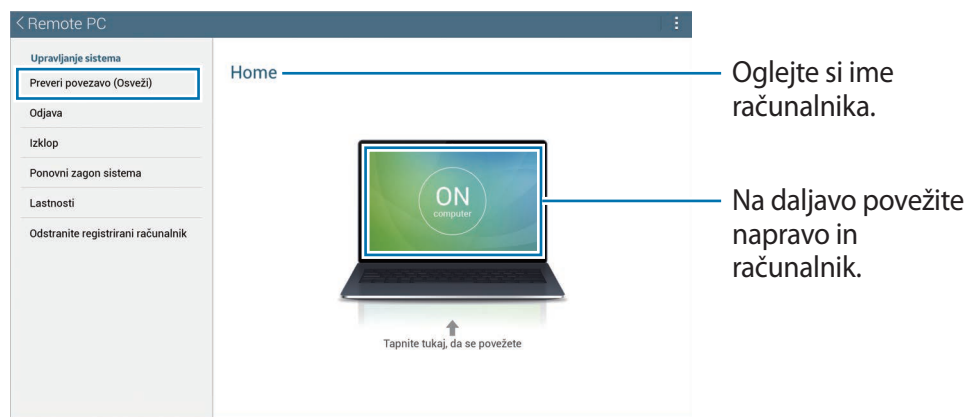 Remote PC
Upravljanje sistema
Preveri povezavo (Osveži)
Odjava
Izklop
Ponovni zagon sistema
Lastnosti
Odstranite registrirani računalnik
Home
ON
computer
Tapnite tukaj, da se povežete
Oglejte si ime
računalnika.
Na daljavo povežite
napravo in
računalnik.